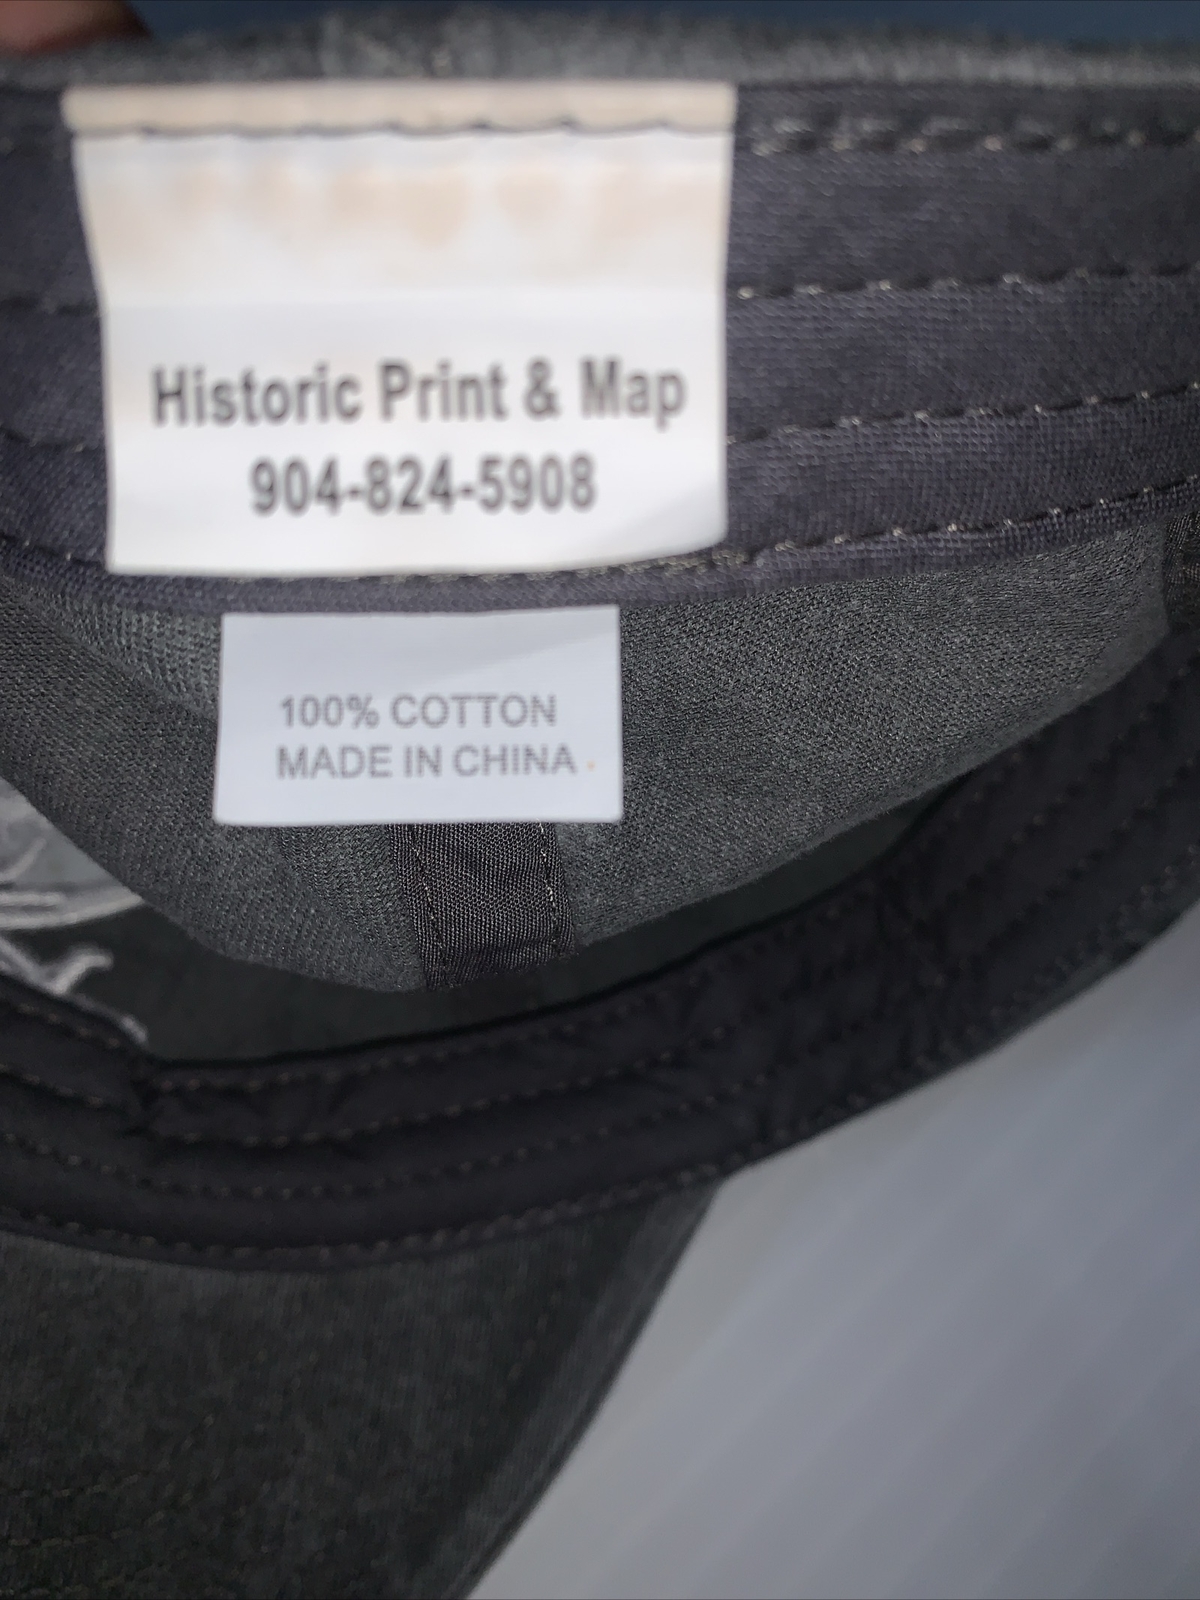 Historic Print & Map
904-824-5908
100% COTTON
MADE IN CHINA